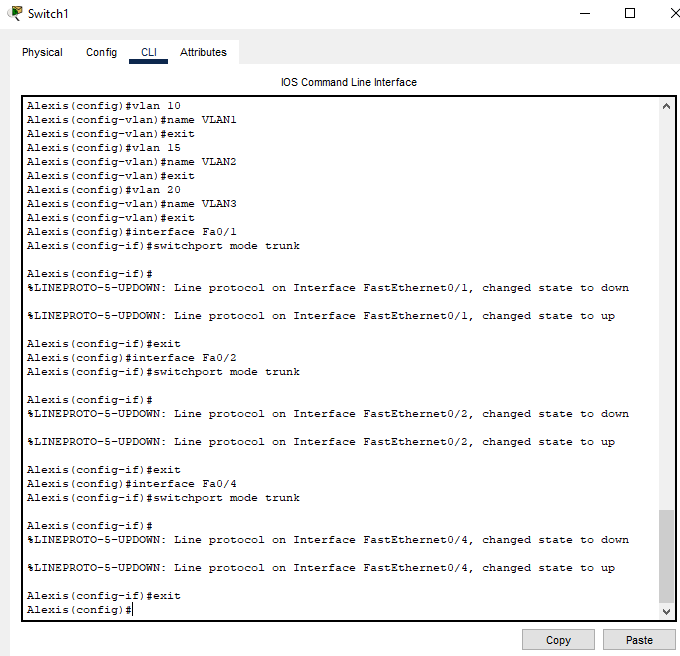 Switch1
Physical Config CLI Attributes
IOS Command Line Interface
Alexis(config)#vlan 10
Alexis(config-vlan)#name VLAN1
Alexis(config-vlan)#exit
Alexis(config)#vlan 15
Alexis(config-vlan)#name VLAN2
Alexis(config-vlan)#exit
Alexis(config)#vlan 20
Alexis(config-vlan)#name VLAN3
Alexis(config-vlan)#exit
Alexis(config)#interface Fa0/1
Alexis(config-if)#switchport mode trunk
Alexis(config-if)#
%LINEPROTO-5-UPDOWN: Line protocol on Interface FastEthernet0/1, changed state to down
%LINEPROTO-5-UPDOWN: Line protocol on Interface FastEthernet0/1, changed state to up
Alexis(config-if)#exit
Alexis(config)#interface Fa0/2
Alexis(config-if)#switchport mode trunk
Alexis(config-if)#
%LINEPROTO-5-UPDOWN: Line protocol on Interface FastEthernet0/2, changed state to down
%LINEPROTO-5-UPDOWN: Line protocol on Interface FastEthernet0/2, changed state to up
Alexis(config-if)#exit
Alexis(config)#interface Fa0/4
Alexis(config-if)#switchport mode trunk
Alexis(config-if)#
%LINEPROTO-5-UPDOWN: Line protocol on Interface FastEthernet0/4, changed state to down
%LINEPROTO-5-UPDOWN: Line protocol on Interface FastEthernet0/4, changed state to up
Alexis(config-if)#exit
Alexis(config)#
Copy Paste